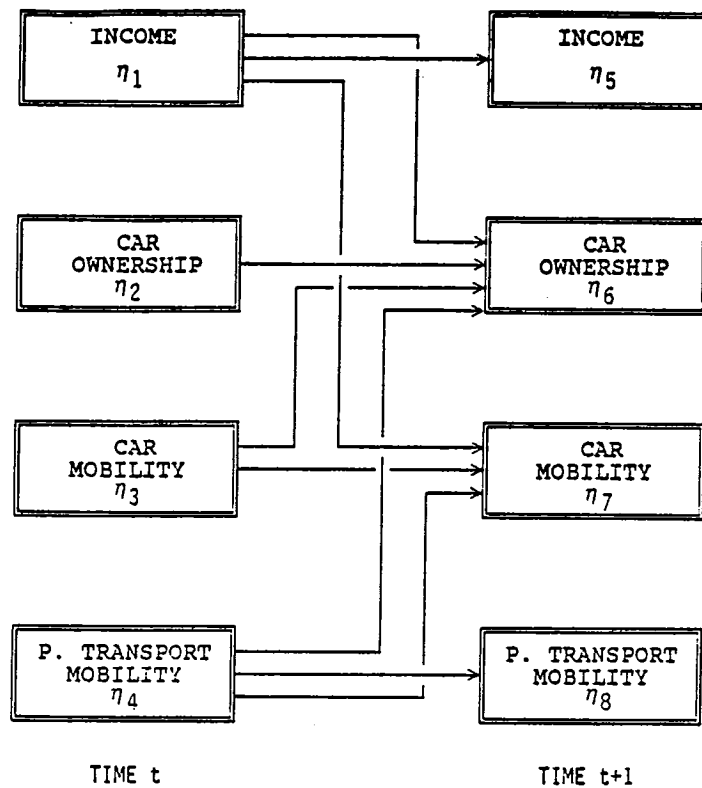 INCOME
η1
INCOME
η5
CAR
OWNERSHIP
η2
CAR
OWNERSHIP
η6
CAR
MOBILITY
η3
CAR
MOBILITY
η7
P. TRANSPORT
MOBILITY
η4
P. TRANSPORT
MOBILITY
η8
TIME t
TIME t+1